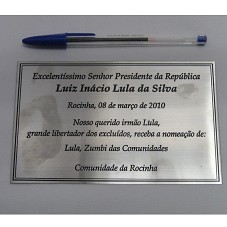 Excelentíssimo Senhor Presidente da República
Luiz Inácio Lula da Silva
Rocinha, 08 de março de 2010
Nosso querido irmão Lula,
grande libertador dos excluídos, receba a nomeação de:
Lula, Zumbi das Comunidades
Comunidade da Rocinha